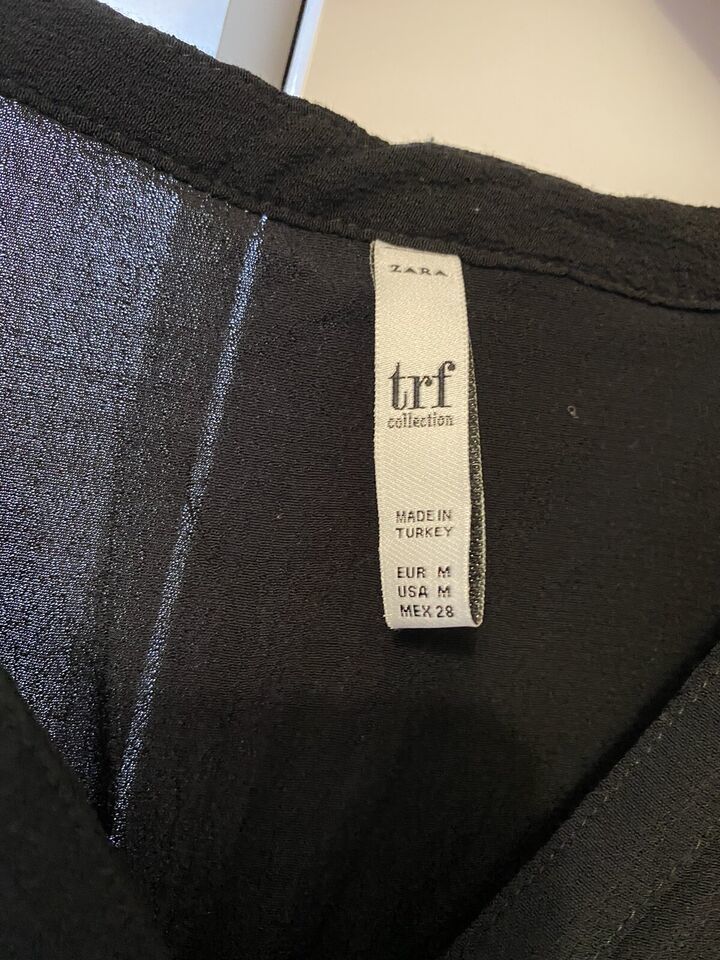 ZARA
trf
collection
MADE IN
TURKEY
EUR M
USA M
MEX 28